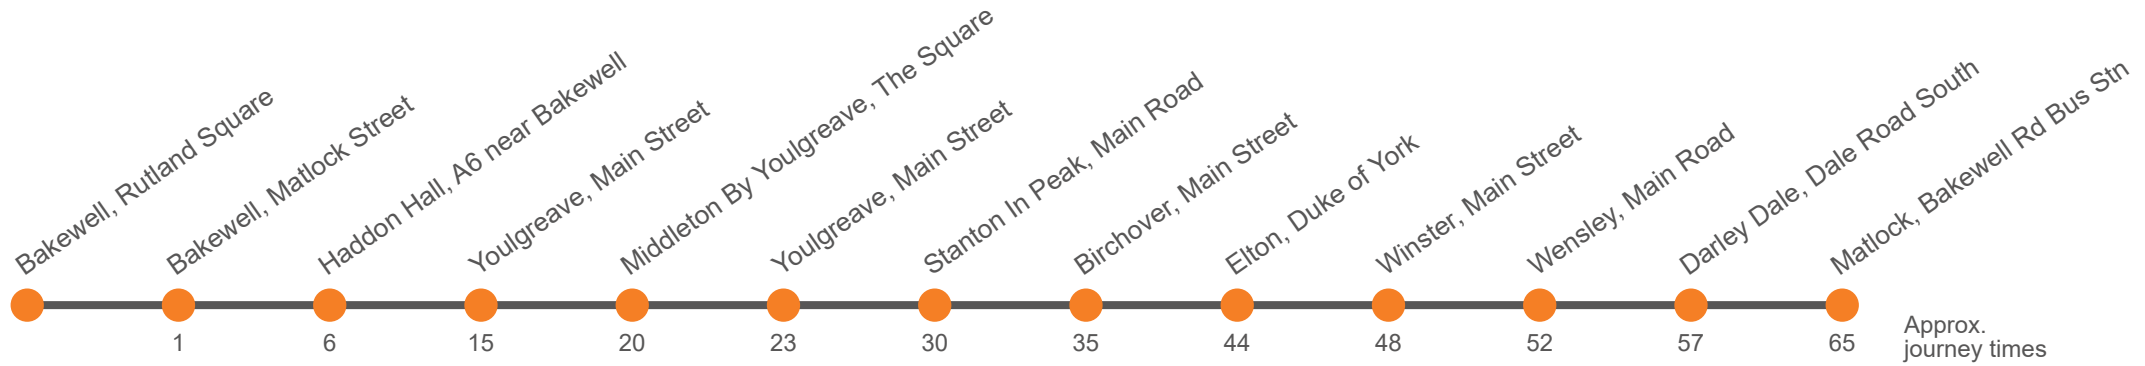 Bakewell, Rutland Square
Bakewell, Matlock Street
Haddon Hall, A6 near Bakewell
Youlgreave, Main Street
Middleton By Youlgreave, The Square
Youlgreave, Main Street
Stanton In Peak, Main Road
Birchover, Main Street
Elton, Duke of York
Winster, Main Street
Wensley, Main Road
Darley Dale, Dale Road South
Matlock, Bakewell Rd Bus Stn
1
6
15
20
23
30
35
44
48
52
57
65
Approx.
journey times